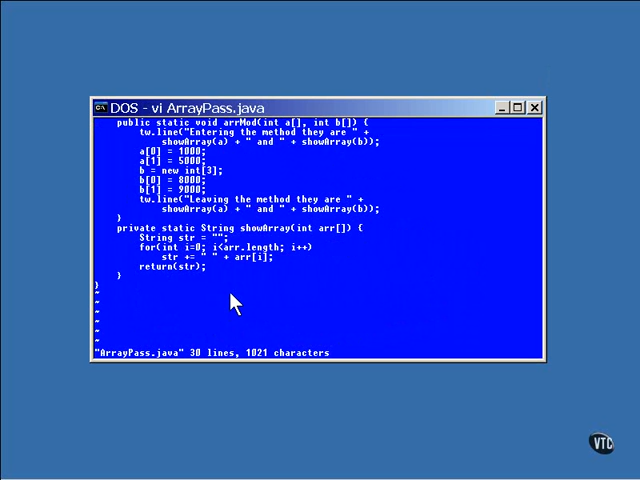 DOS - vi ArrayPass.java
public static void arrMod(int a[], int b[]) {
tw.line("Entering the method they are " +
showArray(a) + " and " + showArray(b));
a[0] = 1000;
a[1] = 5000;
b = new int[3];
b[0] = 8000;
b[1] = 9000;
tw.line("Leaving the method they are " +
showArray(a) + " and " + showArray(b));
}
private static String showArray(int arr[]) {
String str = "";
for(int i=0; i<arr.length; i++)
str += " " + arr[i];
return(str);
}
}
~
~
~
~
~
~
"ArrayPass.java" 30 lines, 1021 characters
VTC